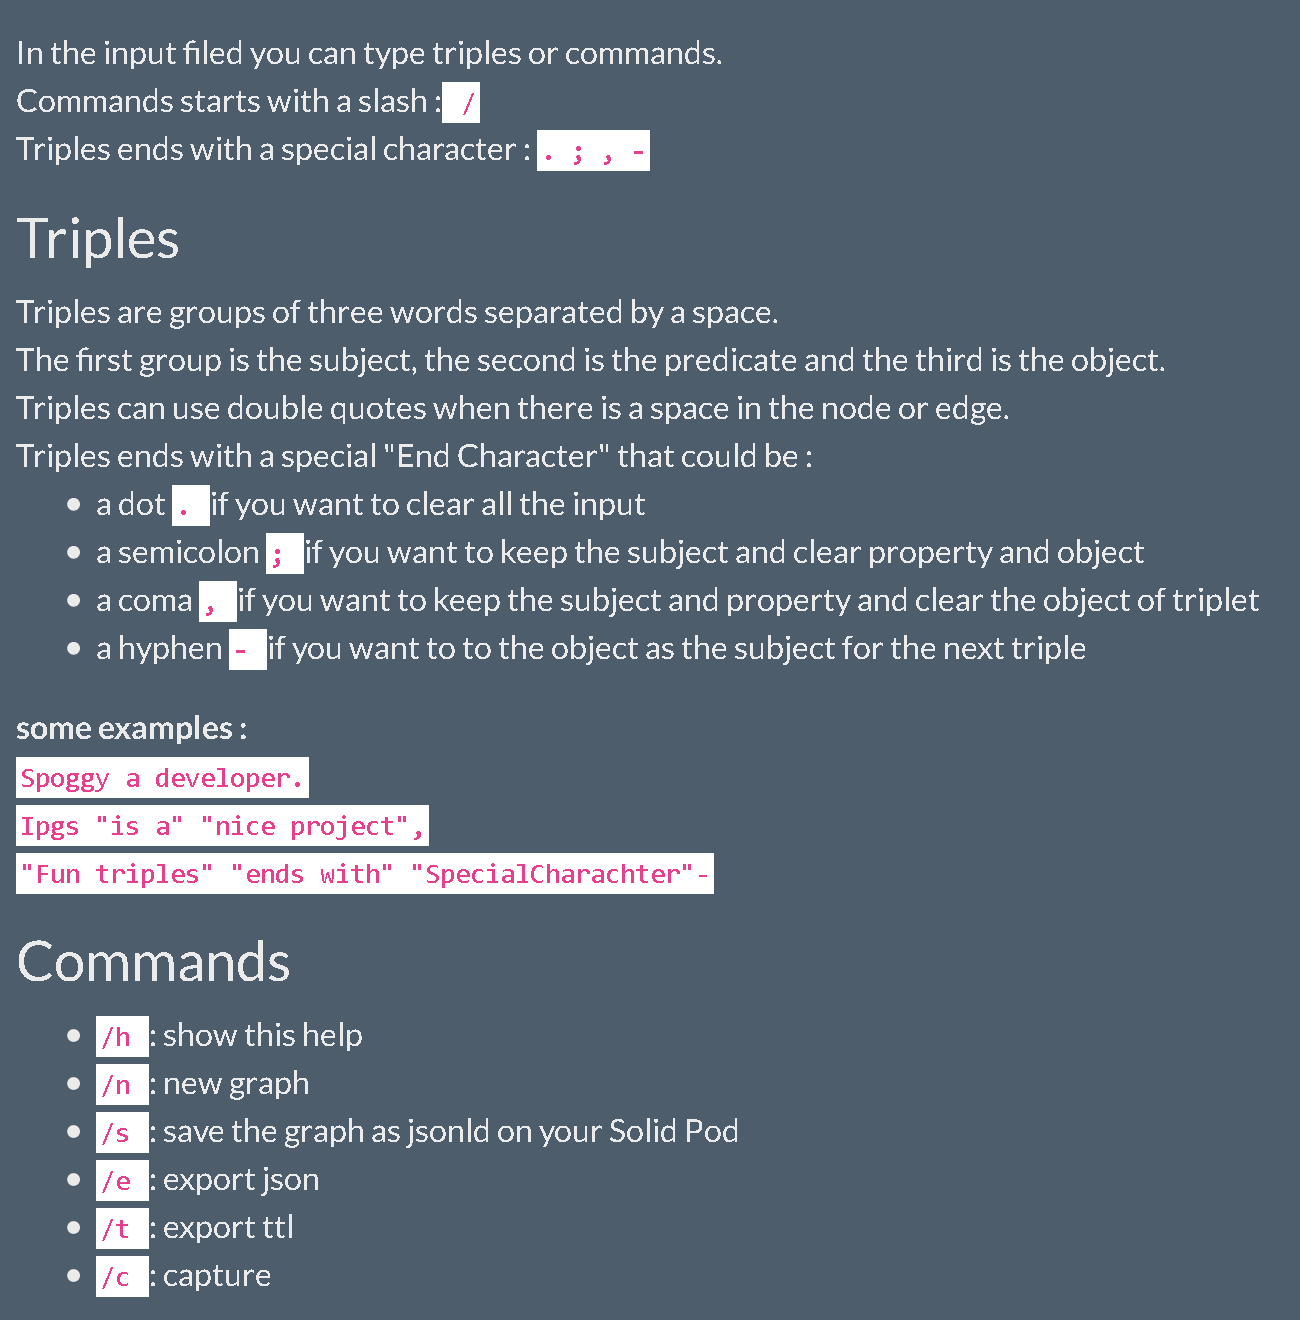 In the input filed you can type triples or commands.
Commands starts with a slash : /
Triples ends with a special character : . ; , -
Triples
Triples are groups of three words separated by a space.
The first group is the subject, the second is the predicate and the third is the object.
Triples can use double quotes when there is a space in the node or edge.
Triples ends with a special "End Character" that could be :
• a dot . if you want to clear all the input
• a semicolon ; if you want to keep the subject and clear property and object
• a coma , if you want to keep the subject and property and clear the object of triplet
• a hyphen - if you want to to the object as the subject for the next triple
some examples :
Spoggy a developer.
Ipgs "is a" "nice project",
"Fun triples" "ends with" "SpecialCharachter"-
Commands
• /h : show this help
• /n : new graph
• /s : save the graph as jsonld on your Solid Pod
• /e : export json
• /t : export ttl
• /c : capture